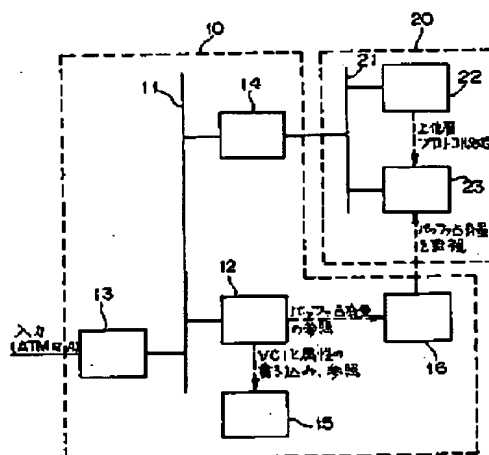 10
20
11
21
14
22
上位層
プロトコル処理
23
バッファ占有量
を監視
12
13
入力
(ATMセル)
バッファ占有量
の参照
16
VCIと属性の
書き込み、参照
15